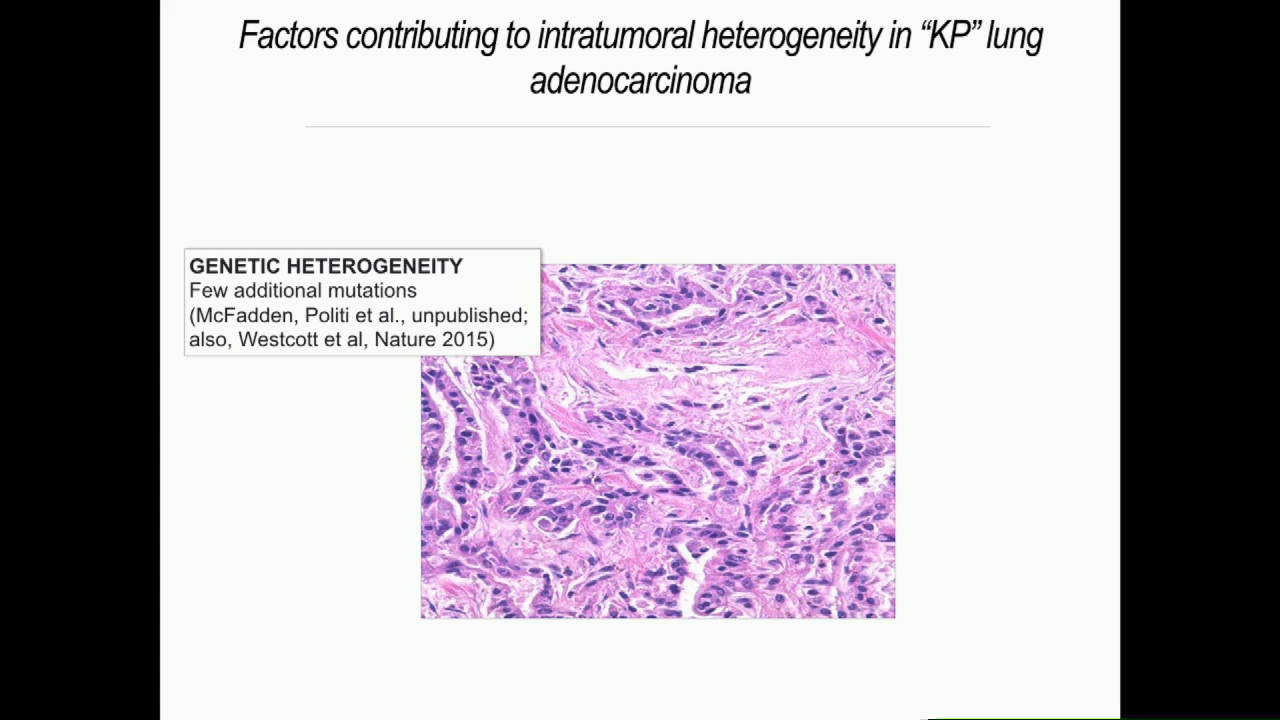 Factors contributing to intratumoral heterogeneity in “KP” lung
adenocarcinoma
GENETIC HETEROGENEITY
Few additional mutations
(McFadden, Politi et al., unpublished;
also, Westcott et al, Nature 2015)